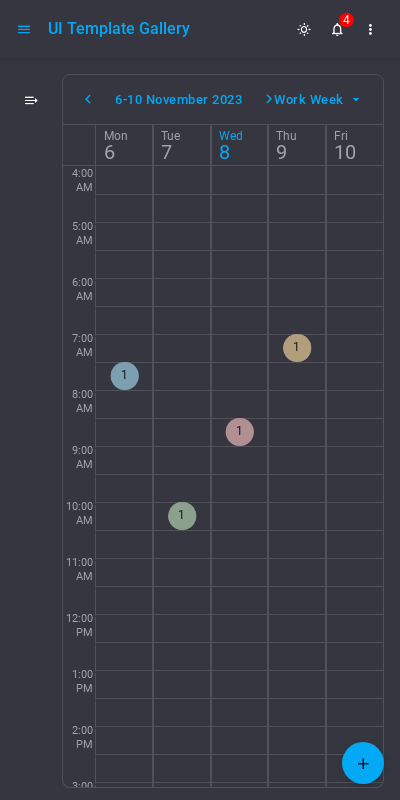 UI Template Gallery
4
6-10 November 2023
Work Week
Mon Tue Wed Thu Fri
6 7 8 9 10
4:00
AM
5:00
AM
6:00
AM
7:00
AM
1
1
8:00
AM
1
9:00
AM
10:00
AM
1
11:00
AM
12:00
PM
1:00
PM
2:00
PM
3:00